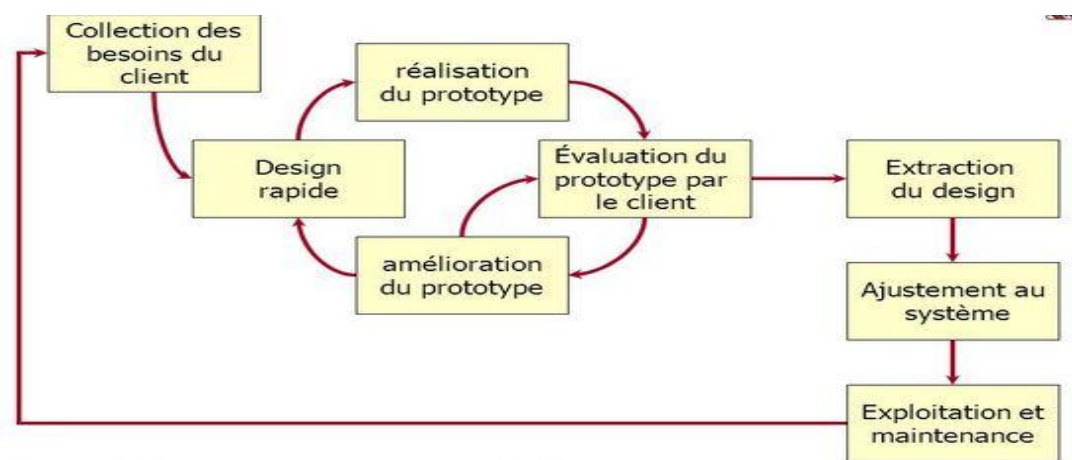 Collection des
besoins du
client
réalisation
du prototype
Design
rapide
Évaluation du
prototype par
le client
amélioration
du prototype
Extraction
du design
Ajustement au
système
Exploitation et
maintenance